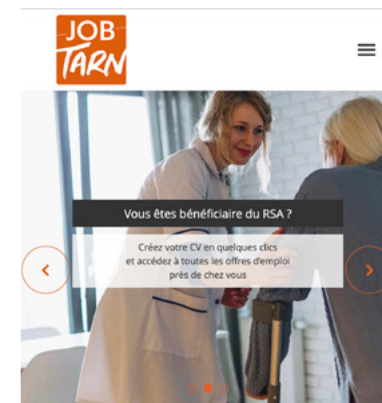 JOB
TARN
Vous êtes bénéficiaire du RSA ?
Créez votre CV en quelques clics
et accédez à toutes les offres d'emploi
près de chez vous